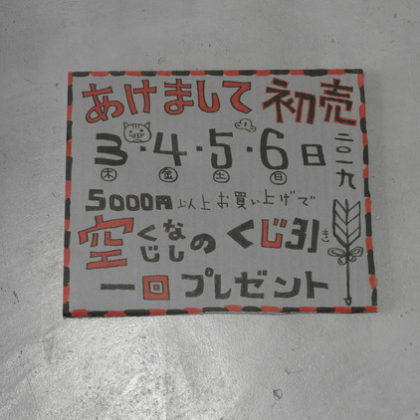 あけまして 初売
二〇一九
3・4・5・6日
木 金 土 日
5000円以上お買い上げで
空くじなしのくじ引き
一回プレゼント